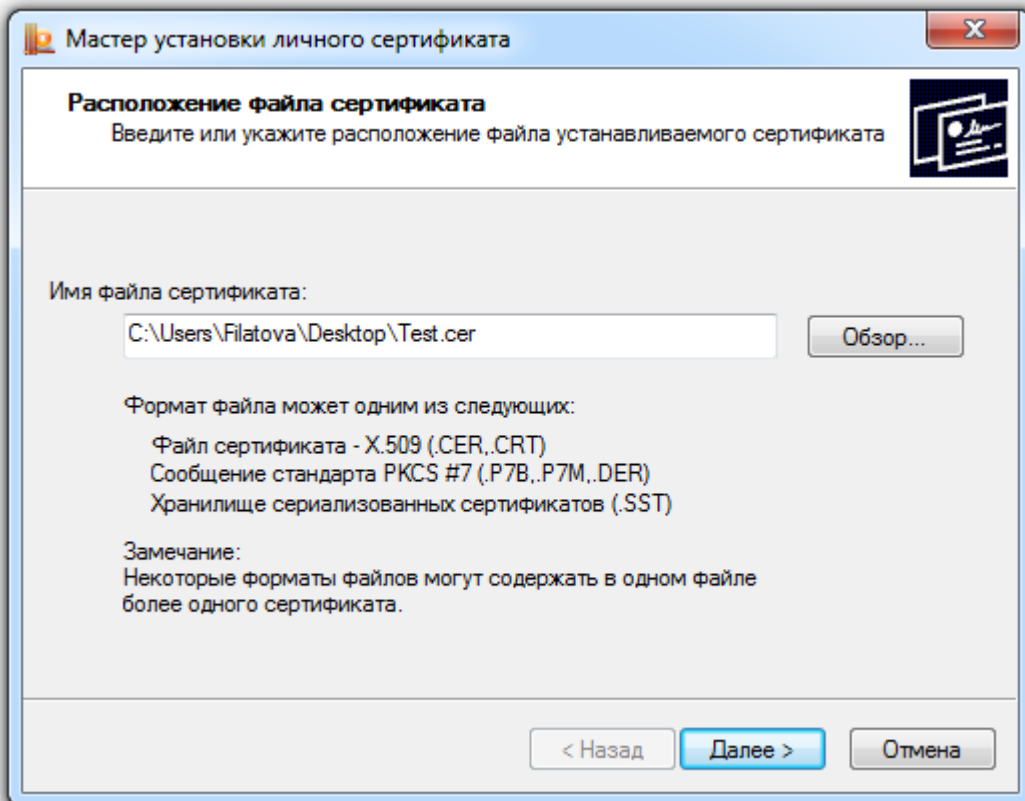 Мастер установки личного сертификата
Расположение файла сертификата
Введите или укажите расположение файла устанавливаемого сертификата
Имя файла сертификата:
C:\Users\Filatova\Desktop\Test.cer
Обзор...
Формат файла может одним из следующих:
Файл сертификата - X.509 (.CER,.CRT)
Сообщение стандарта PKCS #7 (.P7B,.P7M,.DER)
Хранилище сериализованных сертификатов (.SST)
Замечание:
Некоторые форматы файлов могут содержать в одном файле
более одного сертификата.
< Назад
Далее >
Отмена